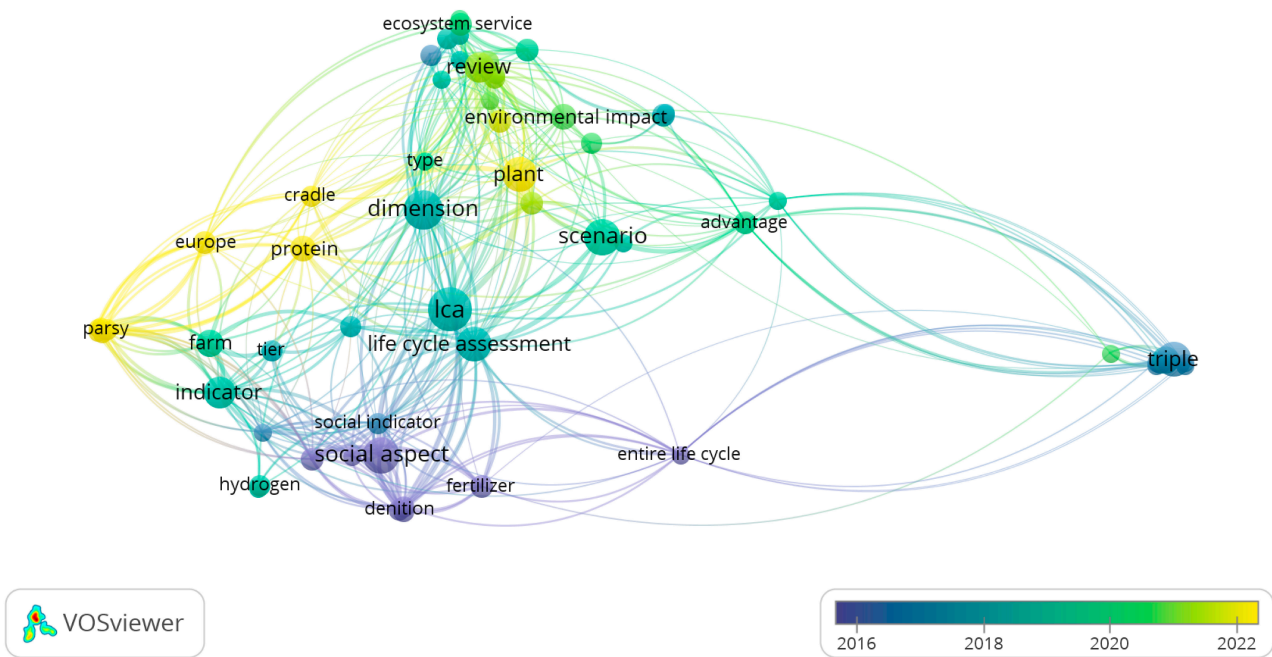 ecosystem service
review
environmental impact
type
plant
cradle
dimension
advantage
europe
protein
scenario
lca
parsy
farm
tier
life cycle assessment
triple
indicator
social indicator
social aspect
entire life cycle
hydrogen
fertilizer
denition
VOSviewer
2016
2018
2020
2022